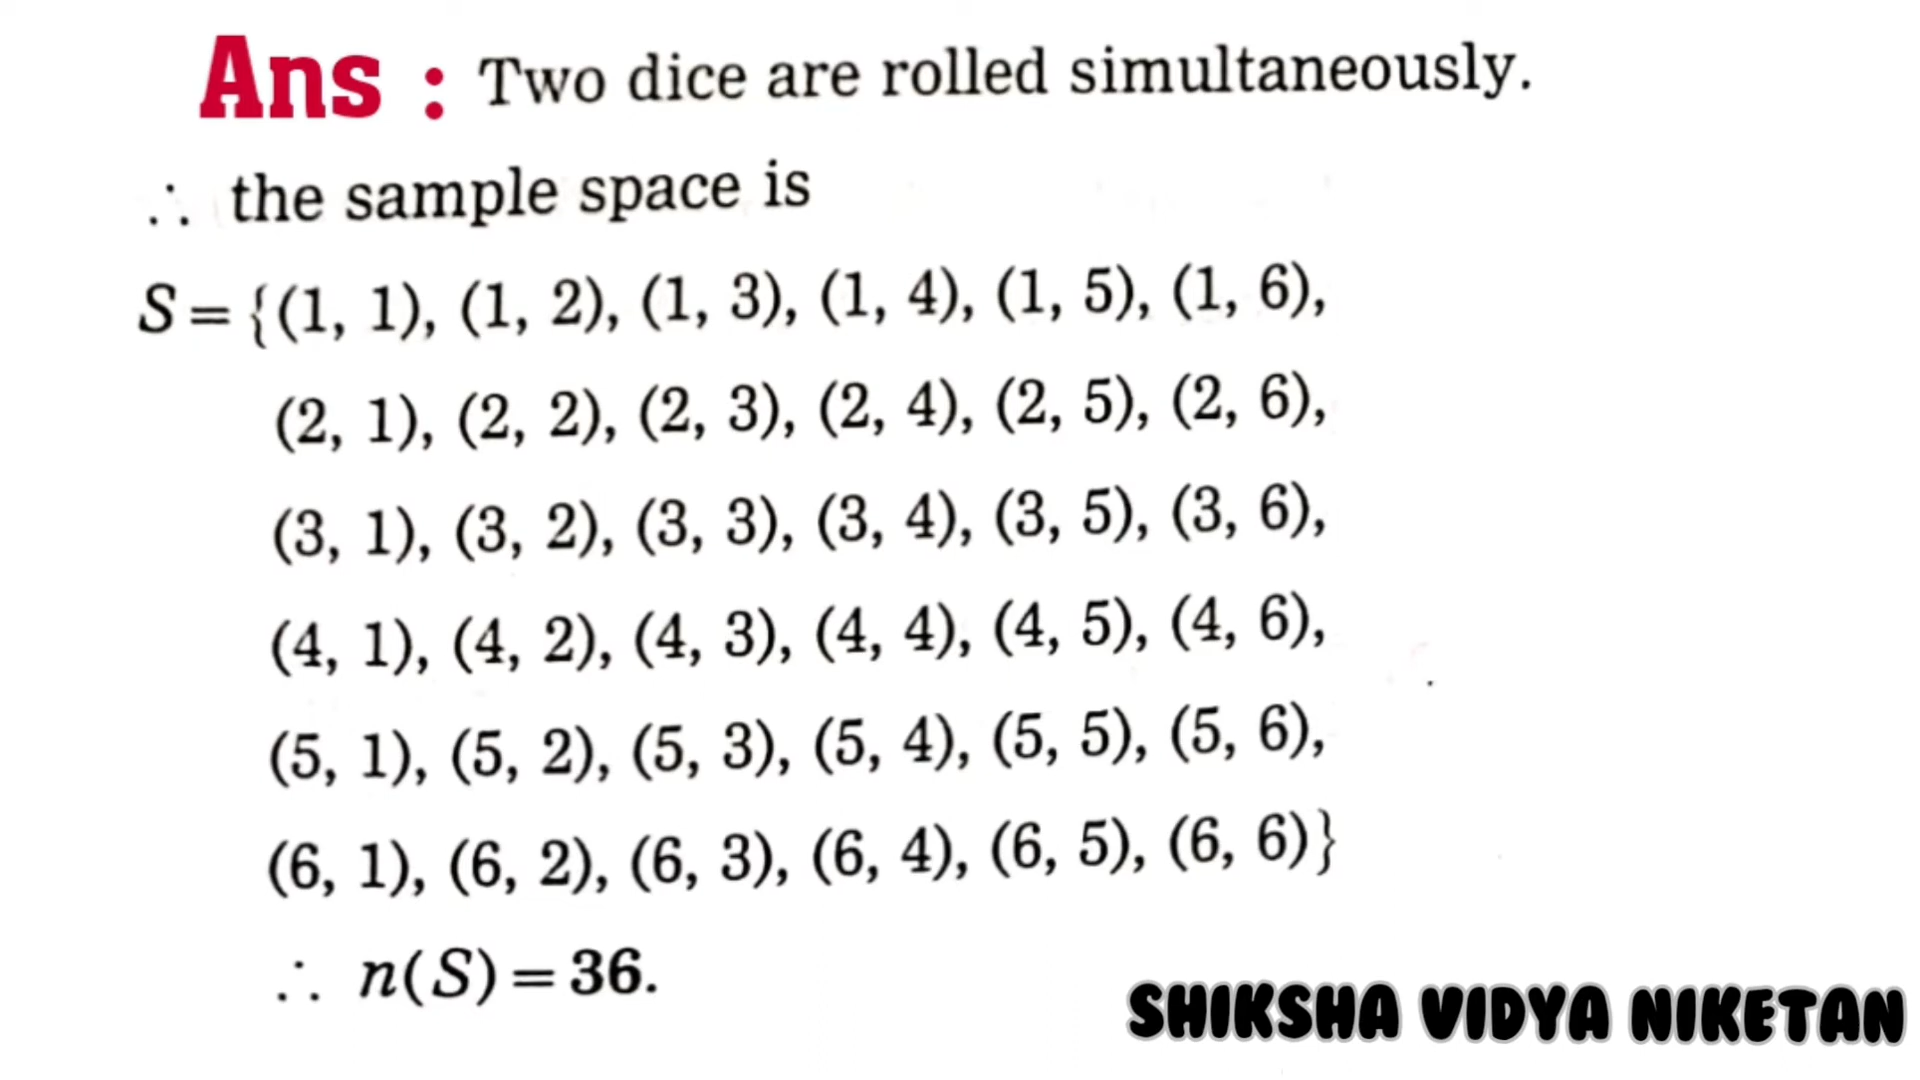 Ans : Two dice are rolled simultaneously.
∴ the sample space is
S = {(1, 1), (1, 2), (1, 3), (1, 4), (1, 5), (1, 6),
(2, 1), (2, 2), (2, 3), (2, 4), (2, 5), (2, 6),
(3, 1), (3, 2), (3, 3), (3, 4), (3, 5), (3, 6),
(4, 1), (4, 2), (4, 3), (4, 4), (4, 5), (4, 6),
(5, 1), (5, 2), (5, 3), (5, 4), (5, 5), (5, 6),
(6, 1), (6, 2), (6, 3), (6, 4), (6, 5), (6, 6)}
∴ n(S) = 36.
SHIKSHA VIDYA NIKETAN